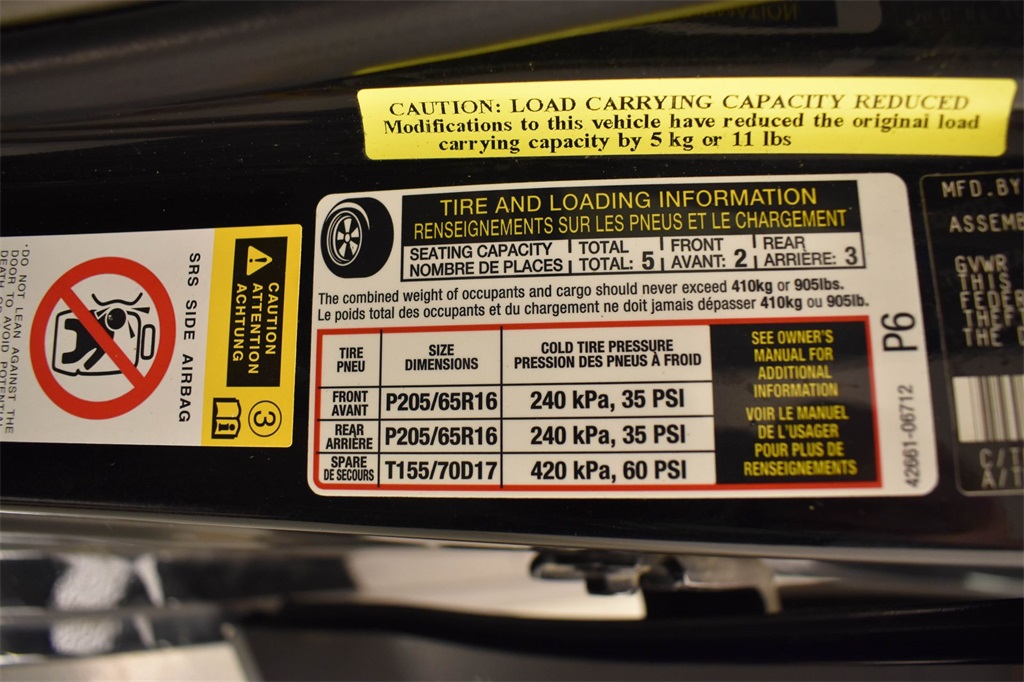 CAUTION: LOAD CARRYING CAPACITY REDUCED
Modifications to this vehicle have reduced the original load
carrying capacity by 5 kg or 11 lbs
TIRE AND LOADING INFORMATION
RENSEIGNEMENTS SUR LES PNEUS ET LE CHARGEMENT
SEATING CAPACITY TOTAL FRONT REAR
NOMBRE DE PLACES TOTAL: 5 AVANT: 2 ARRIÈRE: 3
The combined weight of occupants and cargo should never exceed 410kg or 905lbs.
Le poids total des occupants et du chargement ne doit jamais dépasser 410kg ou 905lb.
TIRE SIZE COLD TIRE PRESSURE
PNEU DIMENSIONS PRESSION DES PNEUS À FROID
FRONT
AVANT P205/65R16 240 kPa, 35 PSI
REAR
ARRIÈRE P205/65R16 240 kPa, 35 PSI
SPARE
DE SECOURS T155/70D17 420 kPa, 60 PSI
SEE OWNER'S
MANUAL FOR
ADDITIONAL
INFORMATION
VOIR LE MANUEL
DE L'USAGER
POUR PLUS DE
RENSEIGNEMENTS
P6
42661-06712
CAUTION
ATTENTION
ACHTUNG
3
SRS SIDE AIRBAG
DO NOT LEAN AGAINST THE
MFD.BY
GVWR
THIS
C/T
A/T